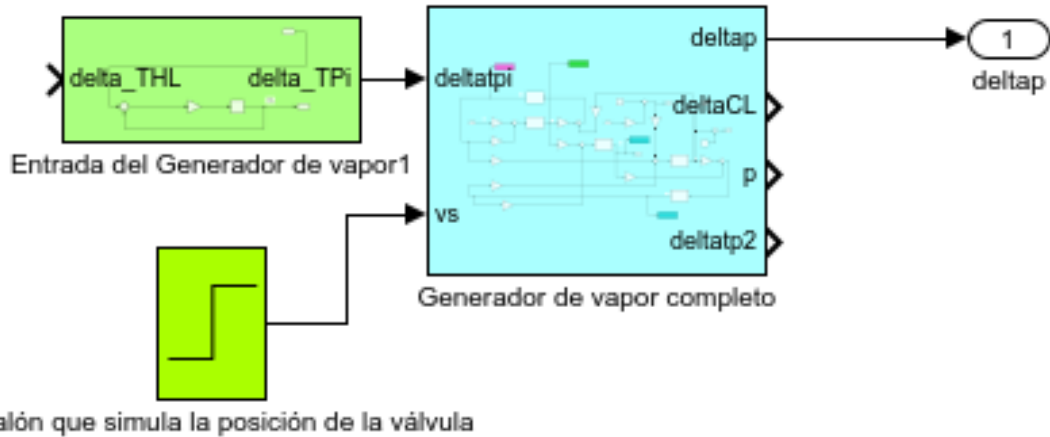 delta_THL
delta_TPi
Entrada del Generador de vapor1
deltatpi
vs
deltap
deltaCL
p
deltatp2
Generador de vapor completo
1
deltap
alón que simula la posición de la válvula